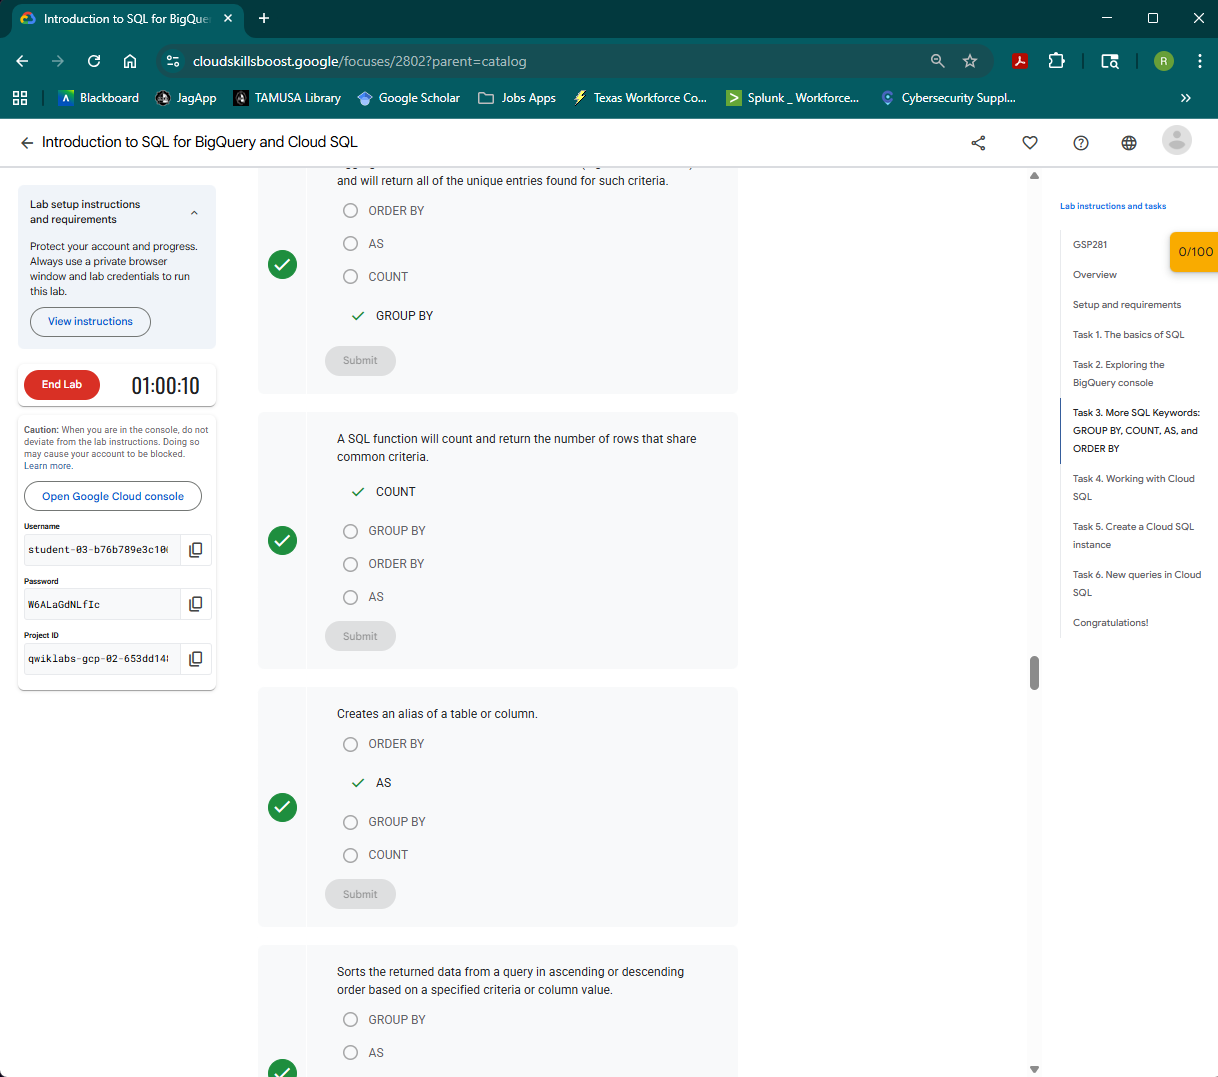 Introduction to SQL for BigQue
cloudskillsboost.google/focuses/2802?parent=catalog
R
Blackboard
JagApp
TAMUSA Library
Google Scholar
Jobs Apps
Texas Workforce Co...
Splunk _ Workforce...
Cybersecurity Suppl...
Introduction to SQL for BigQuery and Cloud SQL
Lab setup instructions
and requirements
Protect your account and progress.
Always use a private browser
window and lab credentials to run
this lab.
View instructions
End Lab
01:00:10
Caution: When you are in the console, do not
deviate from the lab instructions. Doing so
may cause your account to be blocked.
Learn more.
Open Google Cloud console
Username
student-03-b76b789e3c10
Password
W6ALaGdNLfIc
Project ID
qwiklabs-gcp-02-653dd14
and will return all of the unique entries found for such criteria.
ORDER BY
AS
COUNT
GROUP BY
Submit
A SQL function will count and return the number of rows that share
common criteria.
COUNT
GROUP BY
ORDER BY
AS
Submit
Creates an alias of a table or column.
ORDER BY
AS
GROUP BY
COUNT
Submit
Sorts the returned data from a query in ascending or descending
order based on a specified criteria or column value.
GROUP BY
AS
Lab instructions and tasks
GSP281
0/100
Overview
Setup and requirements
Task 1. The basics of SQL
Task 2. Exploring the
BigQuery console
Task 3. More SQL Keywords:
GROUP BY, COUNT, AS, and
ORDER BY
Task 4. Working with Cloud
SQL
Task 5. Create a Cloud SQL
instance
Task 6. New queries in Cloud
SQL
Congratulations!